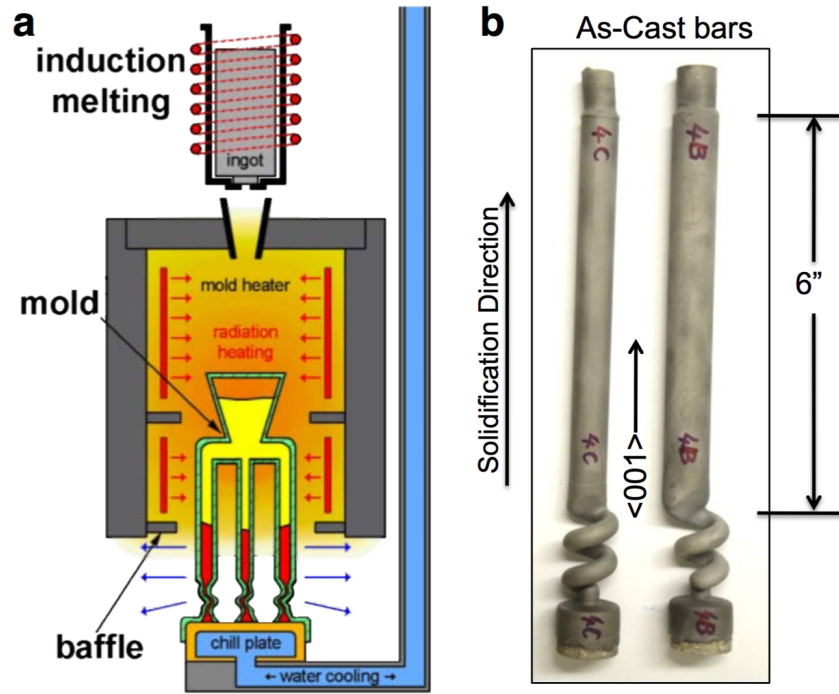 a
induction
melting
ingot
mold heater
mold
radiation
heating
baffle
chill plate
← water cooling →
b
As-Cast bars
4C
4B
Solidification Direction
<001>
6”
4C
4B
4C
4B